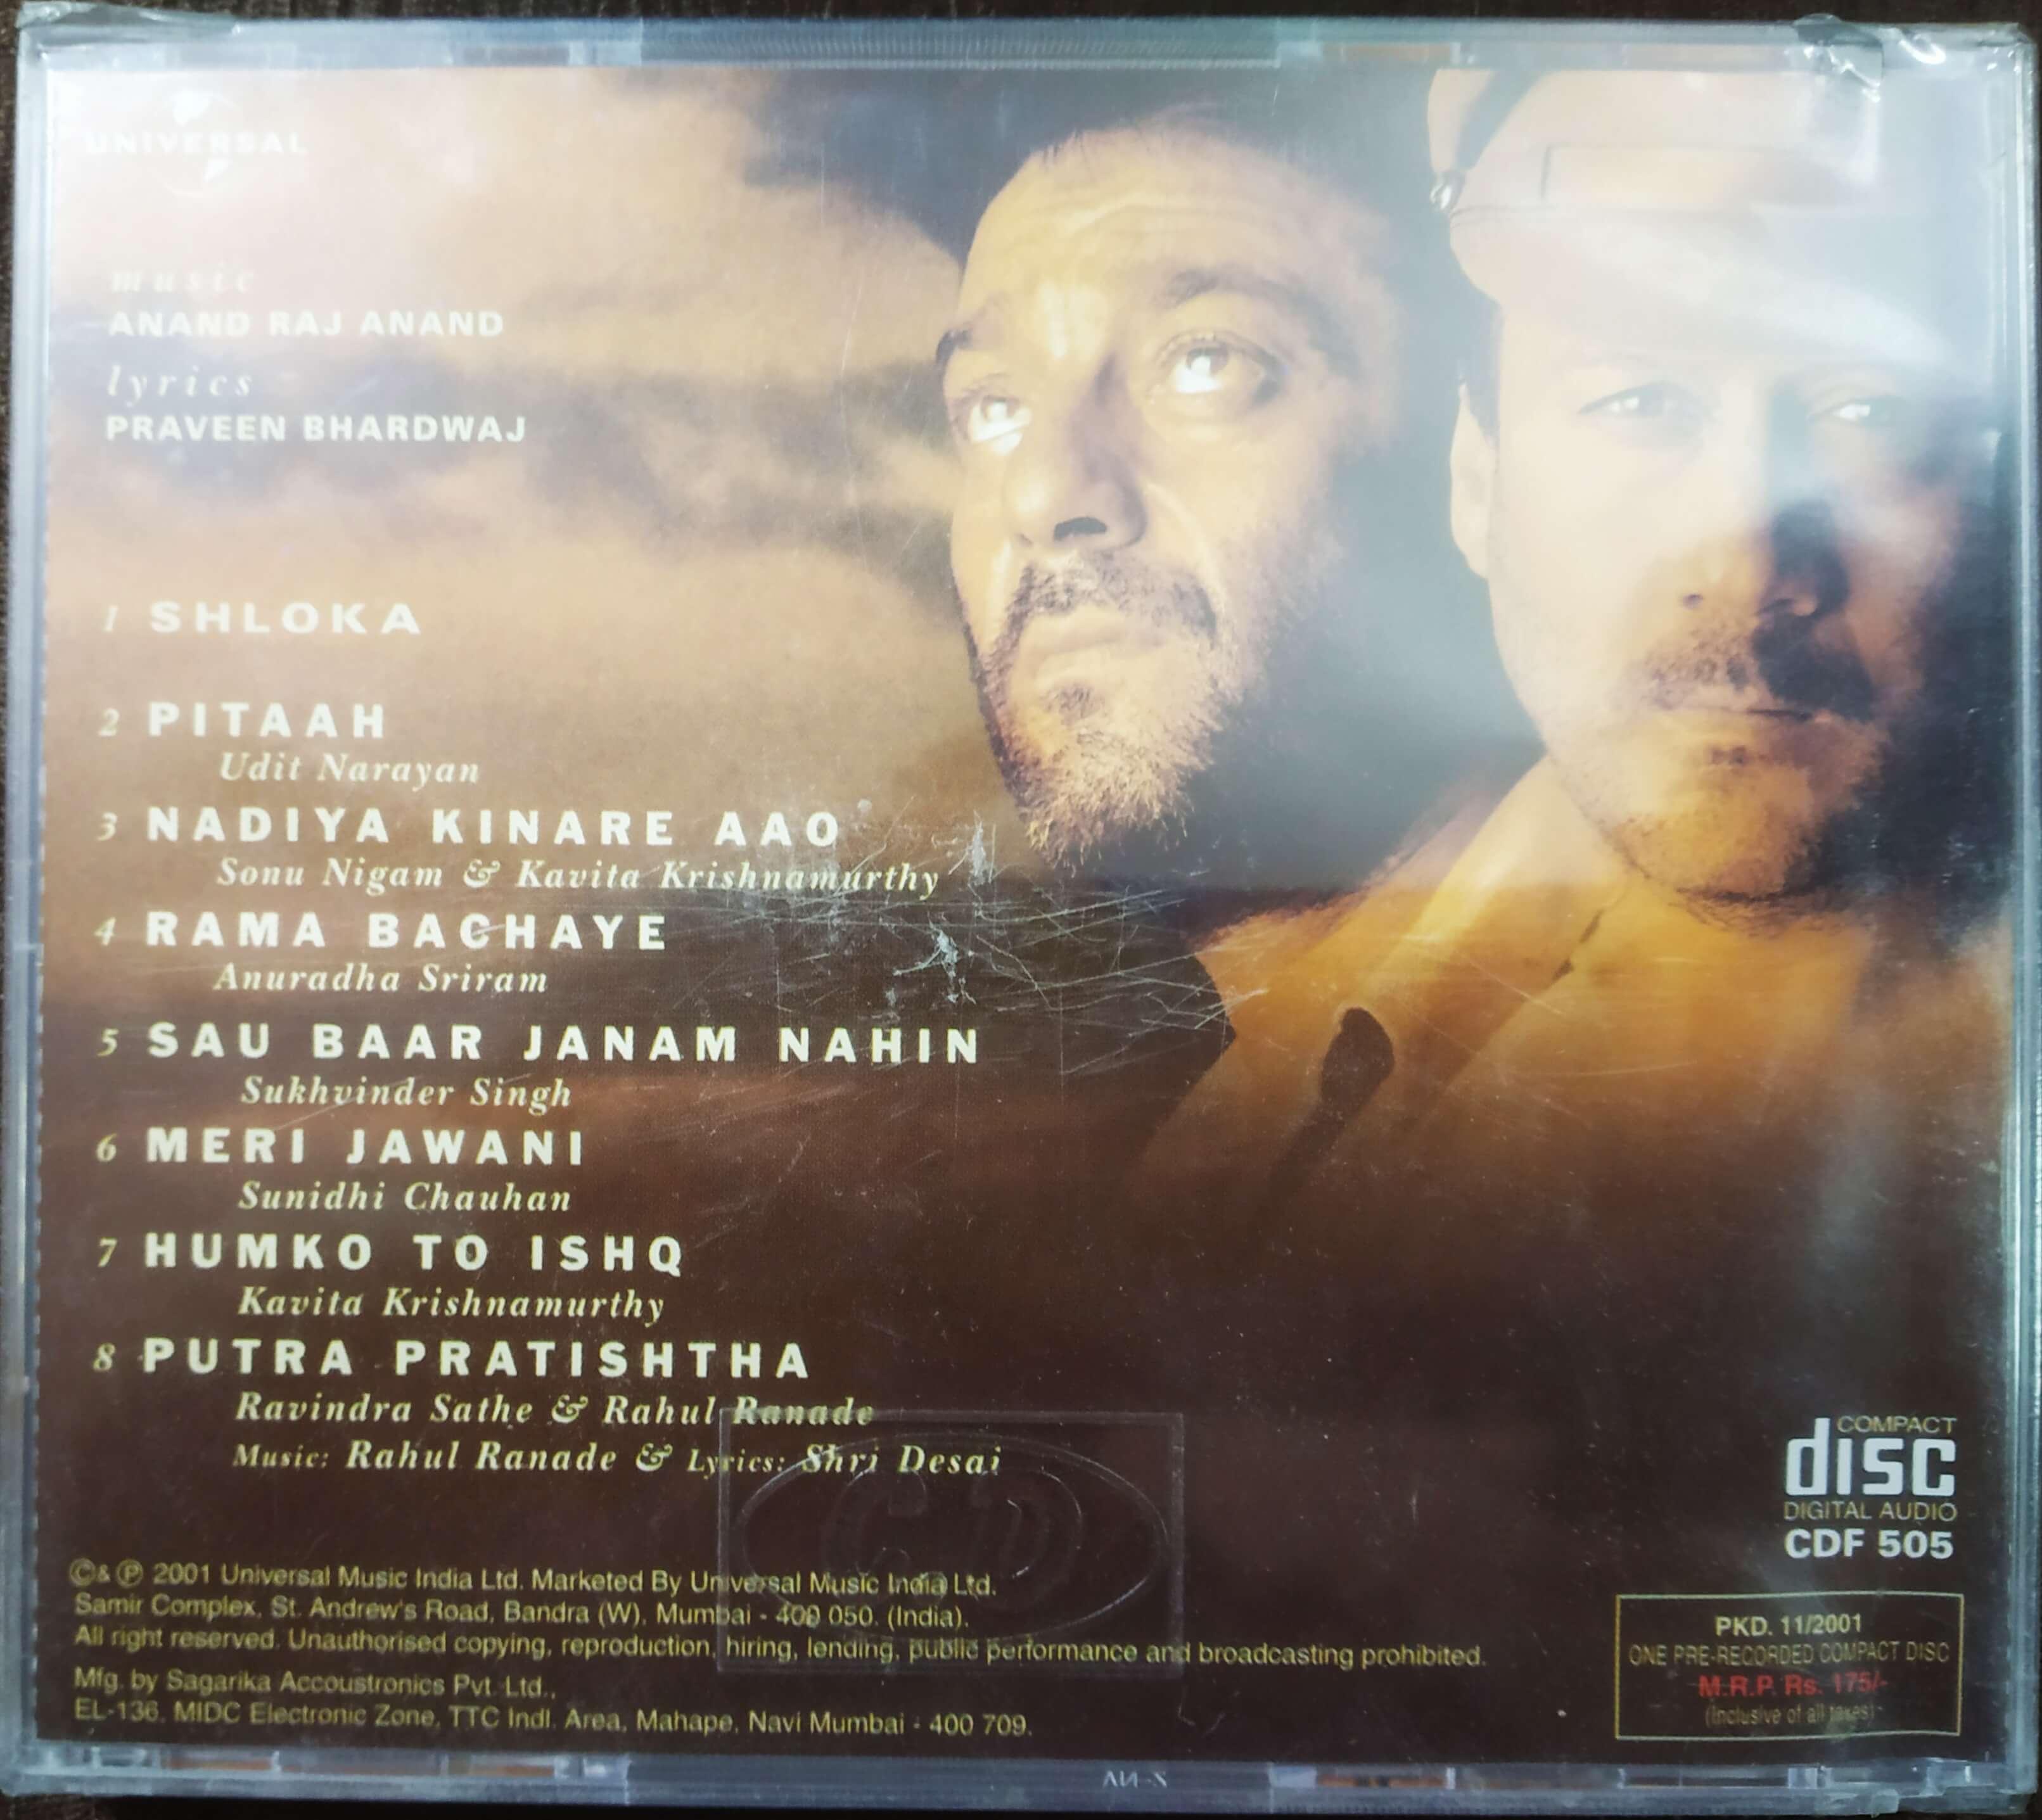 UNIVERSAL
music
ANAND RAJ ANAND
lyrics
PRAVEEN BHARDWAJ
1 SHLOKA
2 PITAAH
Udit Narayan
3 NADIYA KINARE AAO
Sonu Nigam & Kavita Krishnamurthy
4 RAMA BACHAYE
Anuradha Sriram
5 SAU BAAR JANAM NAHIN
Sukhvinder Singh
6 MERI JAWANI
Sunidhi Chauhan
7 HUMKO TO ISHQ
Kavita Krishnamurthy
8 PUTRA PRATISHTHA
Ravindra Sathe & Rahul Ranade
Music: Rahul Ranade & Lyrics: Shri Desai
CD
©& ℗ 2001 Universal Music India Ltd. Marketed By Universal Music India Ltd.
Samir Complex, St. Andrew's Road, Bandra (W), Mumbai - 400 050. (India).
All right reserved. Unauthorised copying, reproduction, hiring, lending, public performance and broadcasting prohibited.
Mfg. by Sagarika Accoustronics Pvt. Ltd.,
EL-136, MIDC Electronic Zone, TTC Indl. Area, Mahape, Navi Mumbai - 400 709.
COMPACT
disc
DIGITAL AUDIO
CDF 505
PKD. 11/2001
ONE PRE-RECORDED COMPACT DISC
M.R.P. Rs. 175/-
(Inclusive of all taxes)